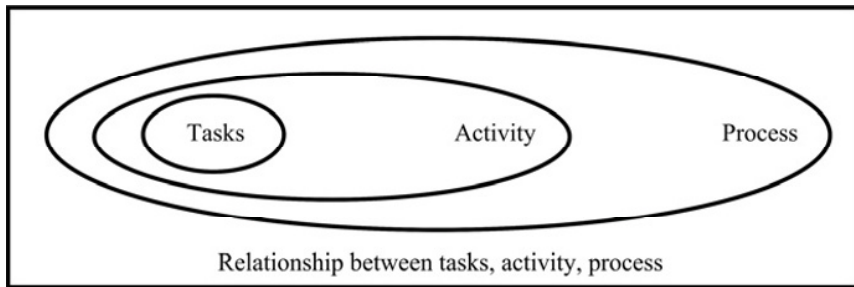 Tasks Activity Process
Relationship between tasks, activity, process